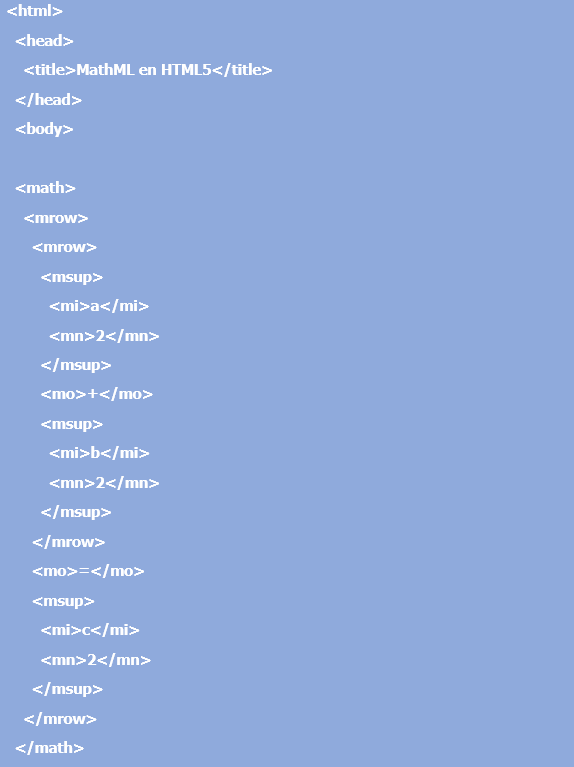 <html>
<head>
<title>MathML en HTML5</title>
</head>
<body>
<math>
<mrow>
<mrow>
<msup>
<mi>a</mi>
<mn>2</mn>
</msup>
<mo>+</mo>
<msup>
<mi>b</mi>
<mn>2</mn>
</msup>
</mrow>
<mo>=</mo>
<msup>
<mi>c</mi>
<mn>2</mn>
</msup>
</mrow>
</math>